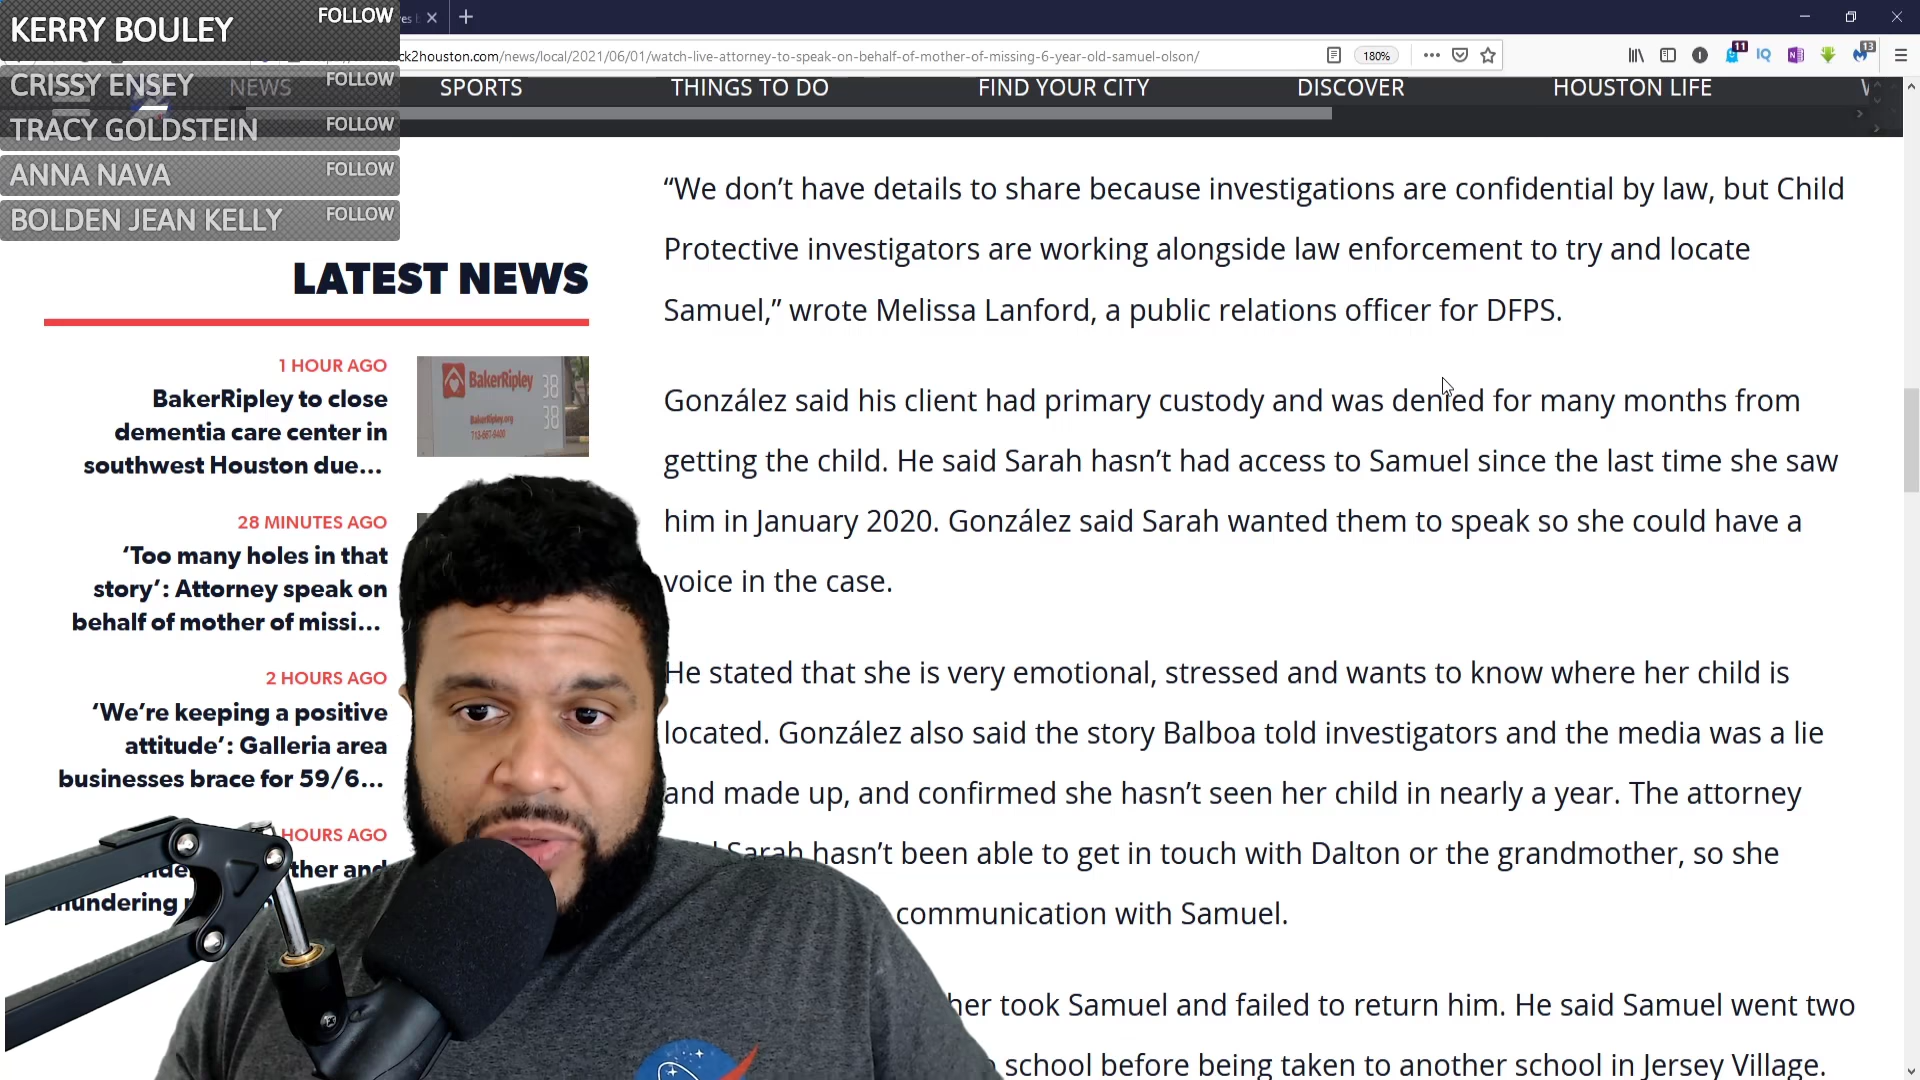 KERRY BOULEY FOLLOW
CRISSY ENSEY FOLLOW
TRACY GOLDSTEIN FOLLOW
ANNA NAVA FOLLOW
BOLDEN JEAN KELLY FOLLOW
ck2houston.com/news/local/2021/06/01/watch-live-attorney-to-speak-on-behalf-of-mother-of-missing-6-year-old-samuel-olson/
180%
11
13
NEWS SPORTS THINGS TO DO FIND YOUR CITY DISCOVER HOUSTON LIFE
LATEST NEWS
1 HOUR AGO
BakerRipley to close
dementia care center in
southwest Houston due...
BakerRipley
38
38
BakerRipley.org
28 MINUTES AGO
‘Too many holes in that
story’: Attorney speak on
behalf of mother of missi...
2 HOURS AGO
‘We’re keeping a positive
attitude’: Galleria area
businesses brace for 59/6...
HOURS AGO
ther and
hundering
“We don’t have details to share because investigations are confidential by law, but Child
Protective investigators are working alongside law enforcement to try and locate
Samuel,” wrote Melissa Lanford, a public relations officer for DFPS.
González said his client had primary custody and was denied for many months from
getting the child. He said Sarah hasn’t had access to Samuel since the last time she saw
him in January 2020. González said Sarah wanted them to speak so she could have a
voice in the case.
He stated that she is very emotional, stressed and wants to know where her child is
located. González also said the story Balboa told investigators and the media was a lie
and made up, and confirmed she hasn’t seen her child in nearly a year. The attorney
Sarah hasn’t been able to get in touch with Dalton or the grandmother, so she
communication with Samuel.
her took Samuel and failed to return him. He said Samuel went two
school before being taken to another school in Jersey Village.